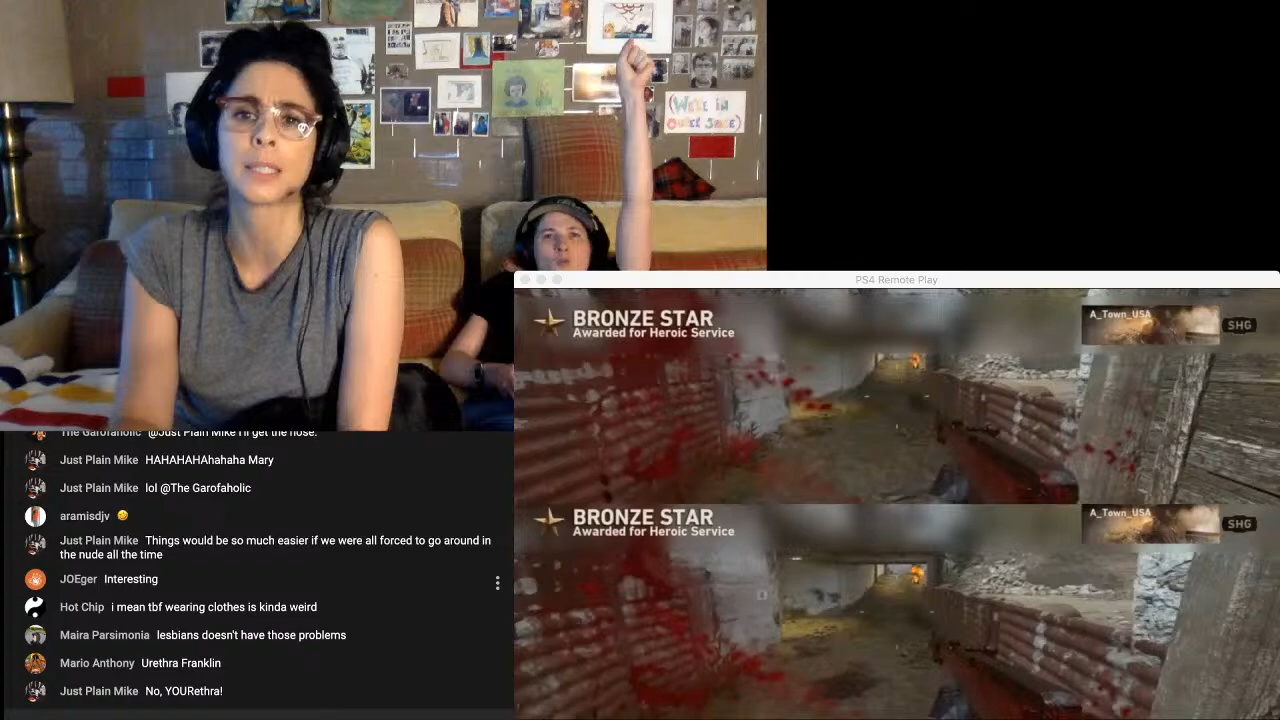 (WE'RE IN
OUTER SPACE)
PS4 Remote Play
BRONZE STAR
Awarded for Heroic Service
A_Town_USA
SHG
BRONZE STAR
Awarded for Heroic Service
A_Town_USA
SHG
The Garofaholic @Just Plain Mike I'll get the hose.
Just Plain Mike HAHAHAHAhahaha Mary
Just Plain Mike lol @The Garofaholic
aramisdjv 🤣
Just Plain Mike Things would be so much easier if we were all forced to go around in
the nude all the time
JOEger Interesting
Hot Chip i mean tbf wearing clothes is kinda weird
Maira Parsimonia lesbians doesn't have those problems
Mario Anthony Urethra Franklin
Just Plain Mike No, YOURethra!